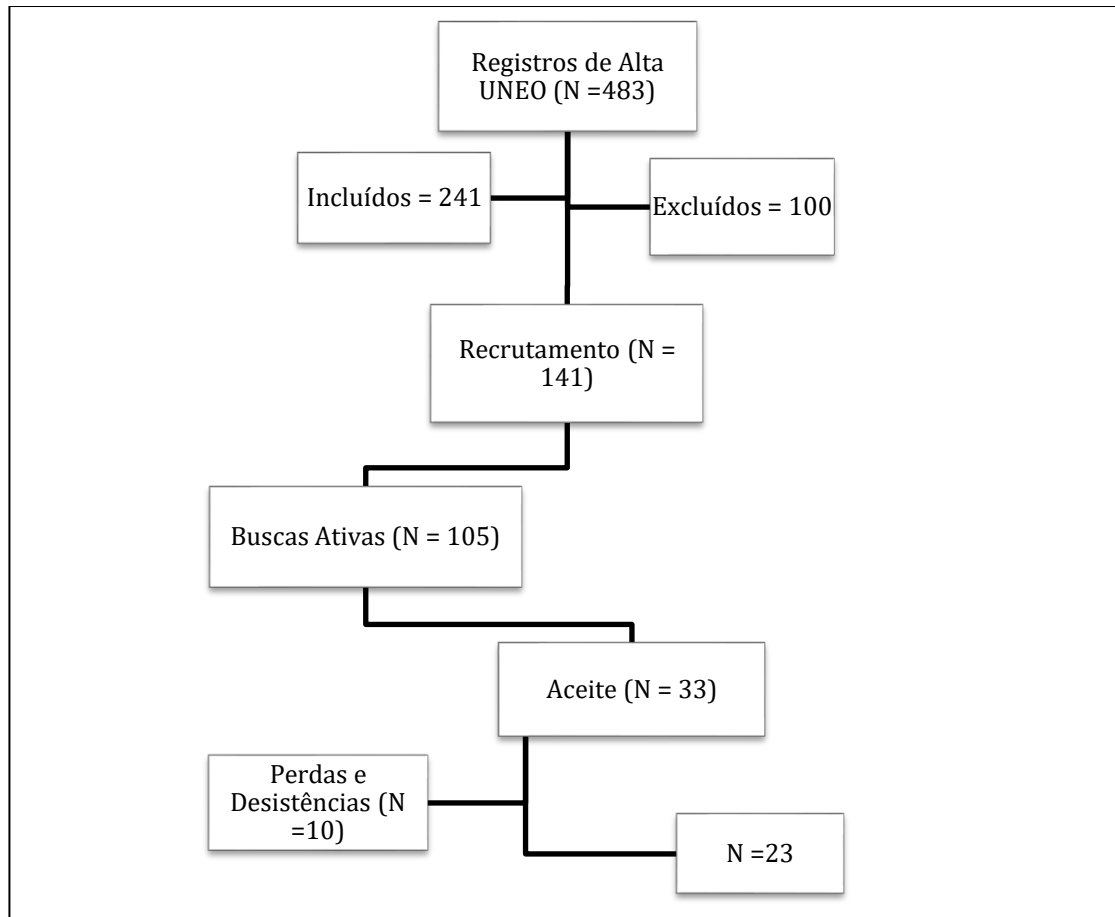 Registros de Alta
UNEO (N =483)
Incluídos = 241
Excluídos = 100
Recrutamento (N =
141)
Buscas Ativas (N = 105)
Aceite (N = 33)
Perdas e
Desistências (N
=10)
N =23